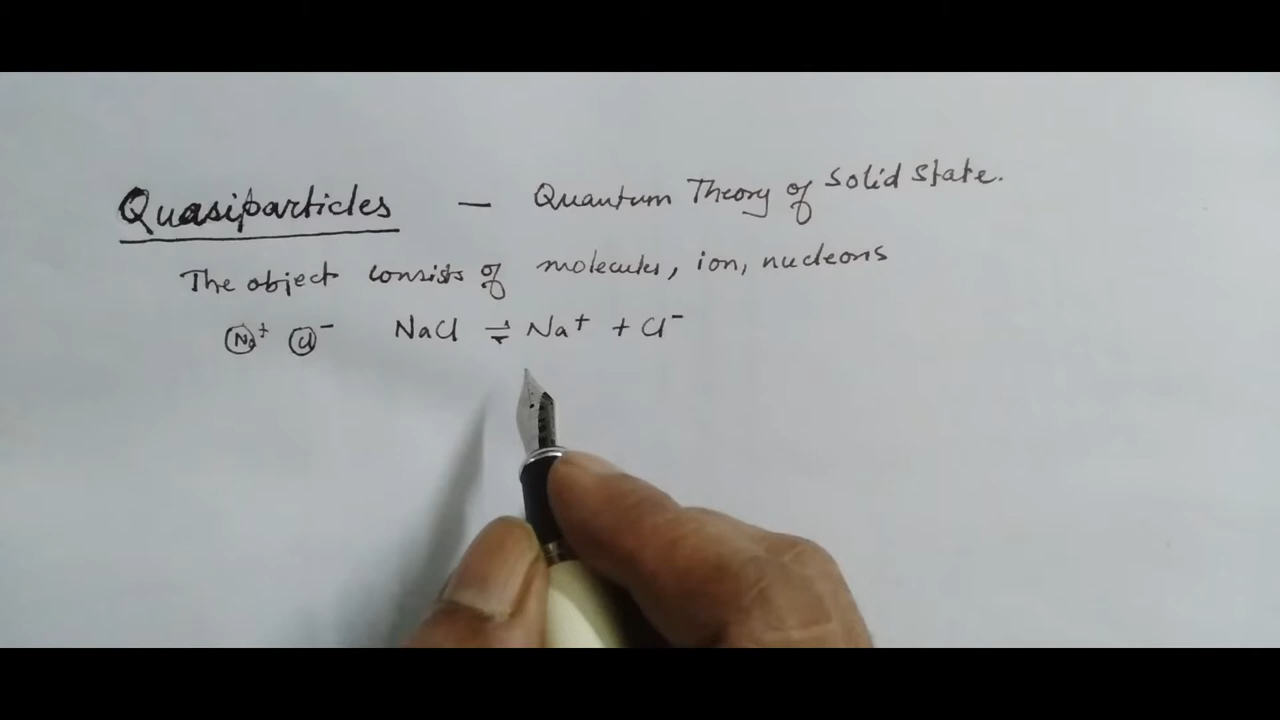 Quasiparticles — Quantum Theory of Solid State.
The object consists of molecules, ion, nucleons
Na⁺ Cl⁻ NaCl ⇌ Na⁺ + Cl⁻